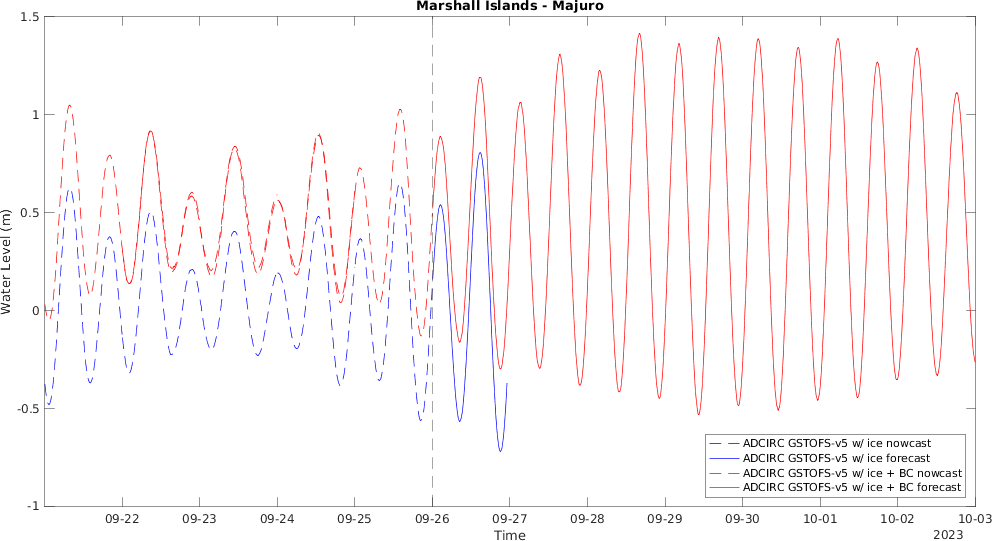 Marshall Islands - Majuro
1.5
1
0.5
0
-0.5
-1
Water Level (m)
ADCIRC GSTOFS-v5 w/ ice nowcast
ADCIRC GSTOFS-v5 w/ ice forecast
ADCIRC GSTOFS-v5 w/ ice + BC nowcast
ADCIRC GSTOFS-v5 w/ ice + BC forecast
09-22 09-23 09-24 09-25 09-26 09-27 09-28 09-29 09-30 10-01 10-02 10-03
Time
2023